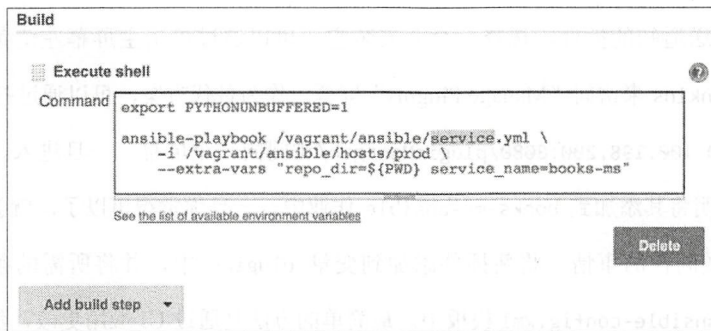 Build
Execute shell
Command
export PYTHONUNBUFFERED=1
ansible-playbook /vagrant/ansible/service.yml \
-i /vagrant/ansible/hosts/prod
--extra-vars "repo_dir=${PWD} service_name=books-ms"
See the list of available environment variables
Delete
Add build step